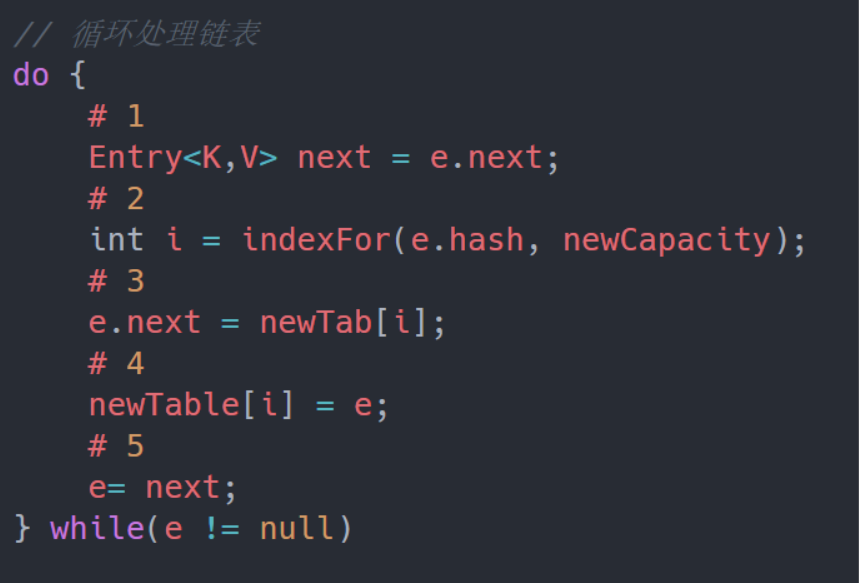 // 循环处理链表
do {
    # 1
    Entry<K,V> next = e.next;
    # 2
    int i = indexFor(e.hash, newCapacity);
    # 3
    e.next = newTab[i];
    # 4
    newTable[i] = e;
    # 5
    e= next;
} while(e != null)